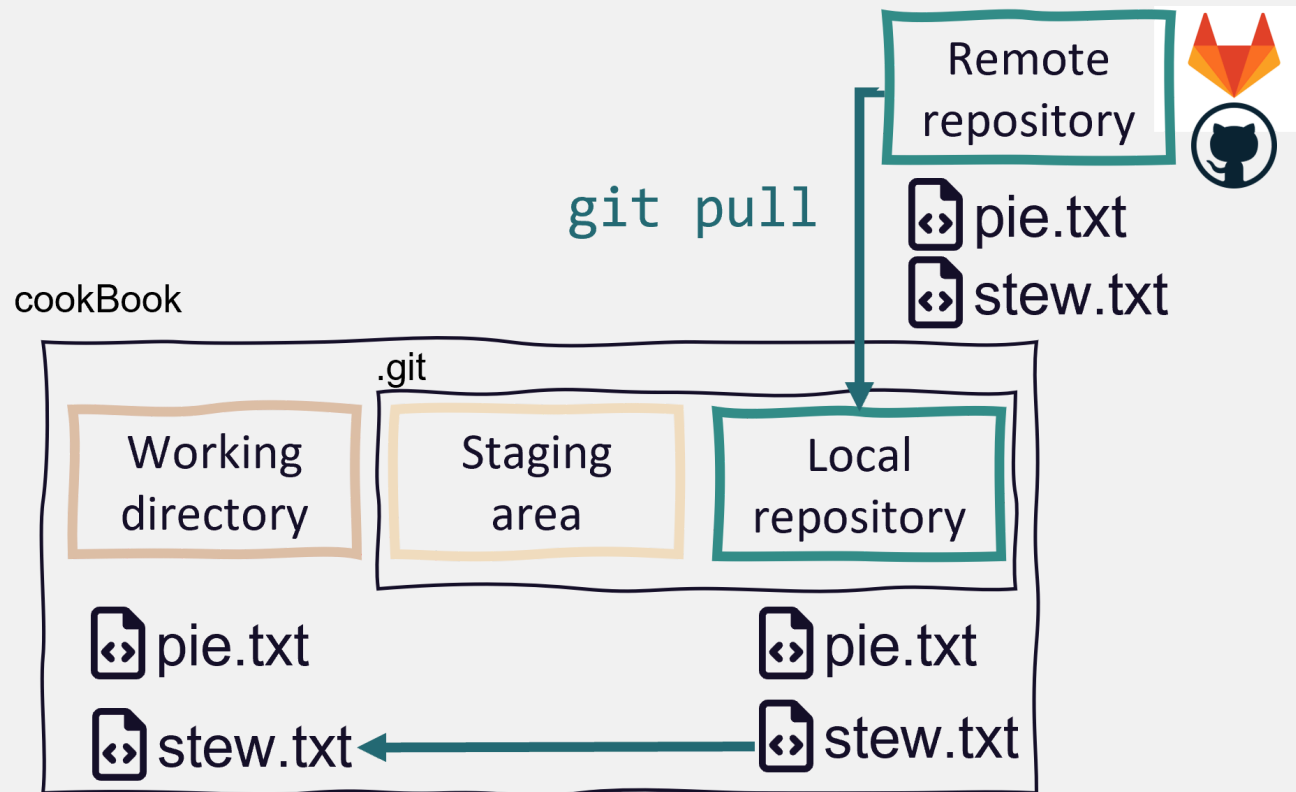 Remote
repository
git pull
pie.txt
stew.txt
cookBook
.git
Working
directory
Staging
area
Local
repository
pie.txt
pie.txt
stew.txt
stew.txt